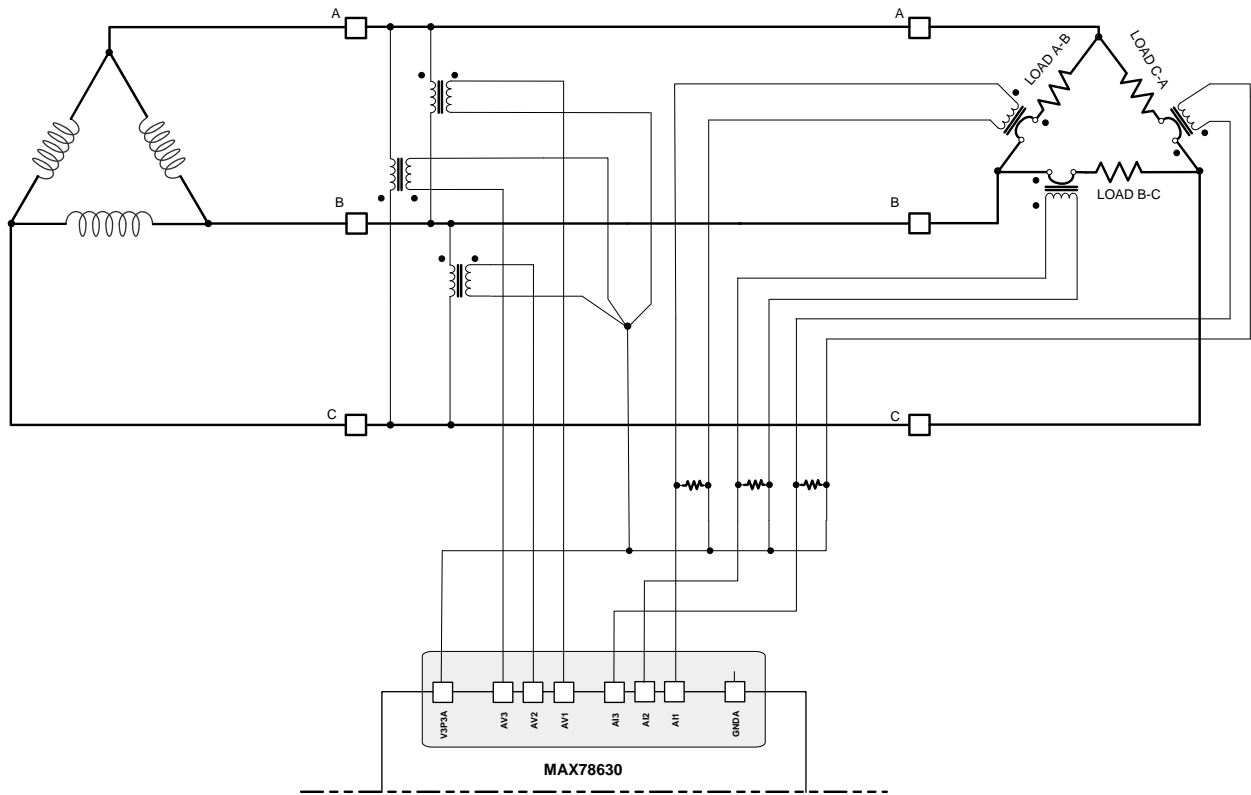 A
A
LOAD A-B
LOAD C-A
B
B
LOAD B-C
C
C
V3P3A
AV3
AV2
AV1
AI3
AI2
AI1
GNDA
MAX78630